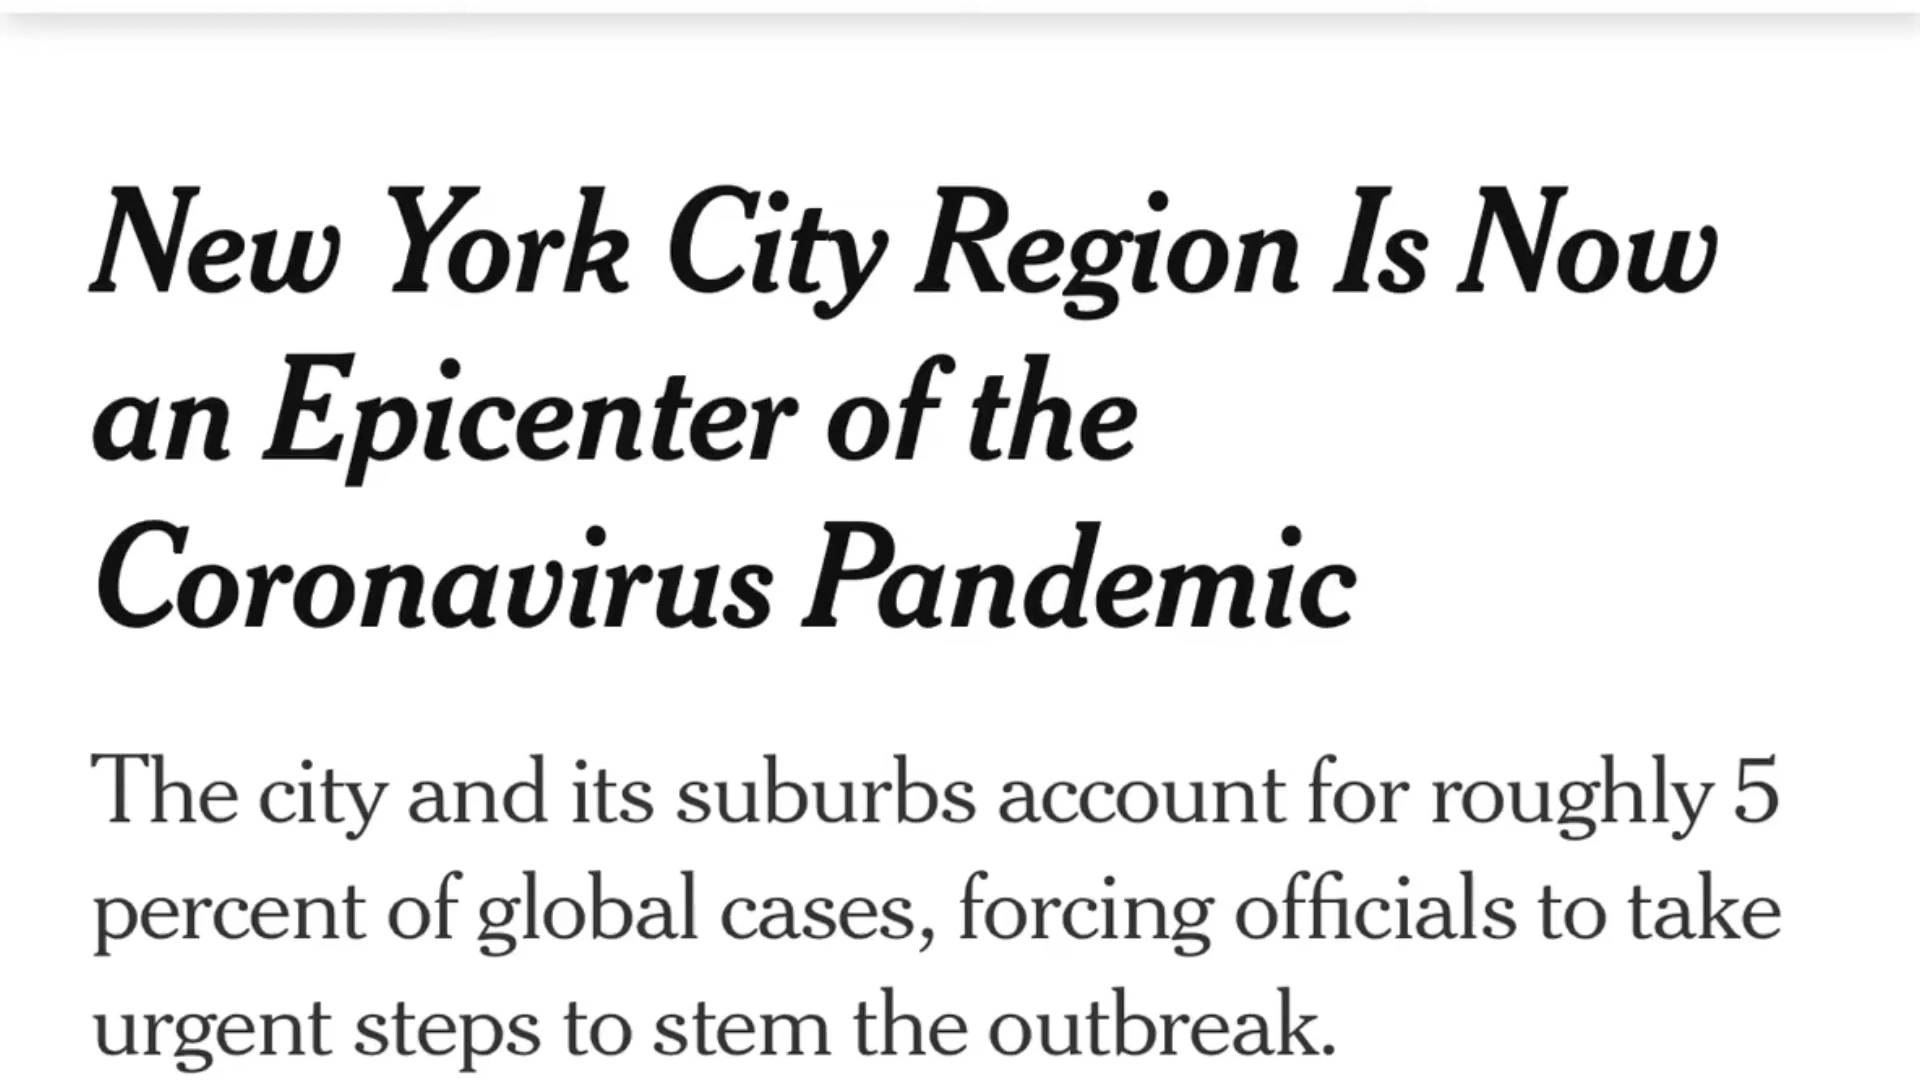 New York City Region Is Now
an Epicenter of the
Coronavirus Pandemic
The city and its suburbs account for roughly 5
percent of global cases, forcing officials to take
urgent steps to stem the outbreak.